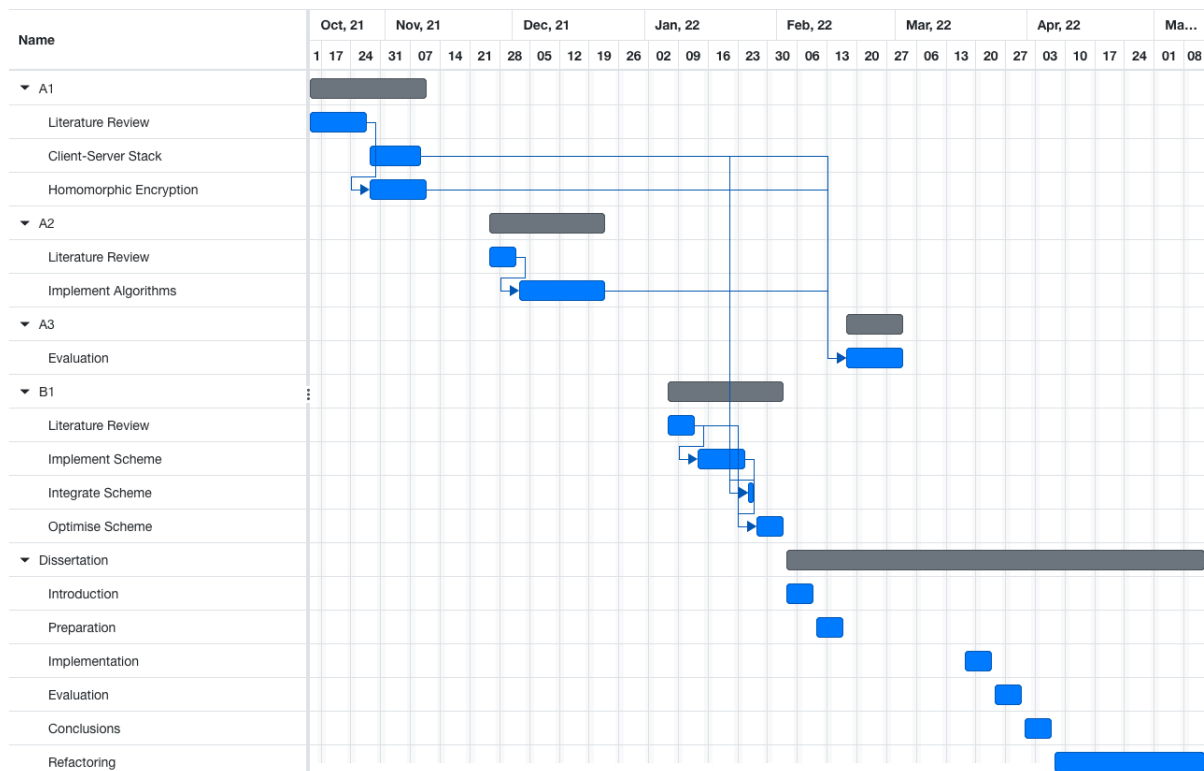 Name
Oct, 21 Nov, 21 Dec, 21 Jan, 22 Feb, 22 Mar, 22 Apr, 22 Ma...
1 17 24 31 07 14 21 28 05 12 19 26 02 09 16 23 30 06 13 20 27 06 13 20 27 03 10 17 24 01 08
A1
Literature Review
Client-Server Stack
Homomorphic Encryption
A2
Literature Review
Implement Algorithms
A3
Evaluation
B1
Literature Review
Implement Scheme
Integrate Scheme
Optimise Scheme
Dissertation
Introduction
Preparation
Implementation
Evaluation
Conclusions
Refactoring